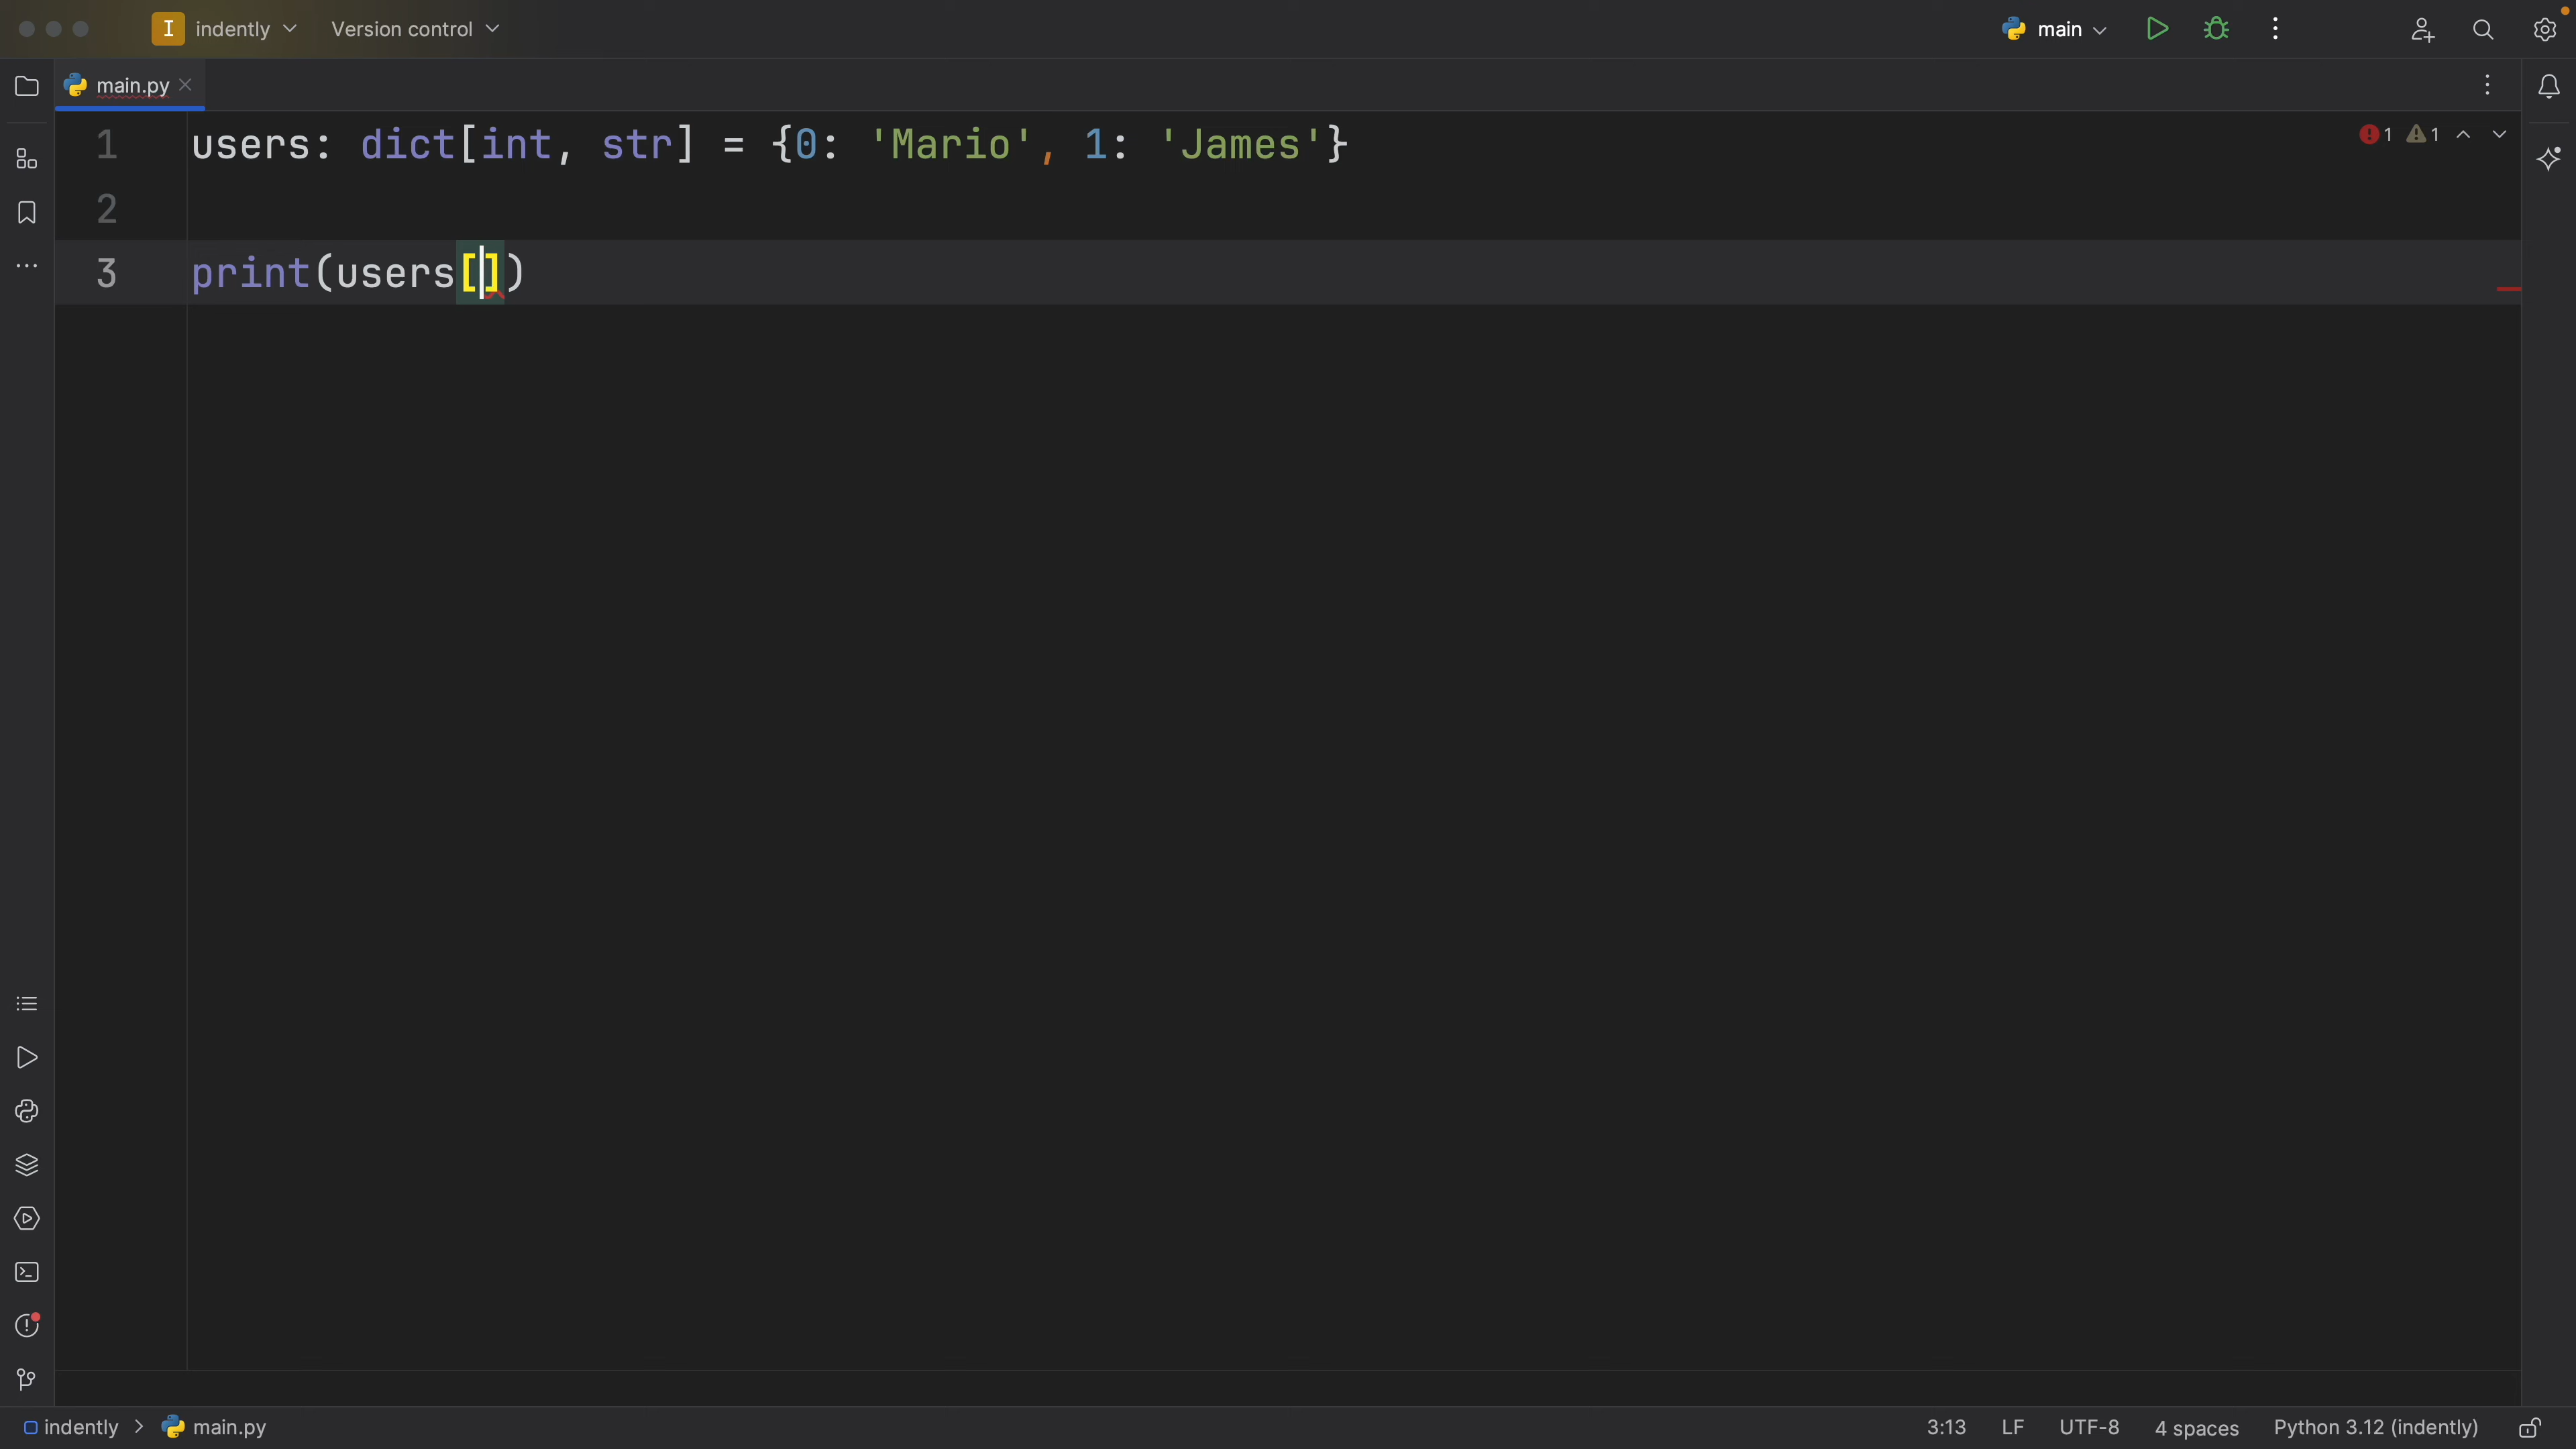 I indently Version control main
main.py
1 users: dict[int, str] = {0: 'Mario', 1: 'James'} 1 1
2
3 print(users[])
indently main.py 3:13 LF UTF-8 4 spaces Python 3.12 (indently)